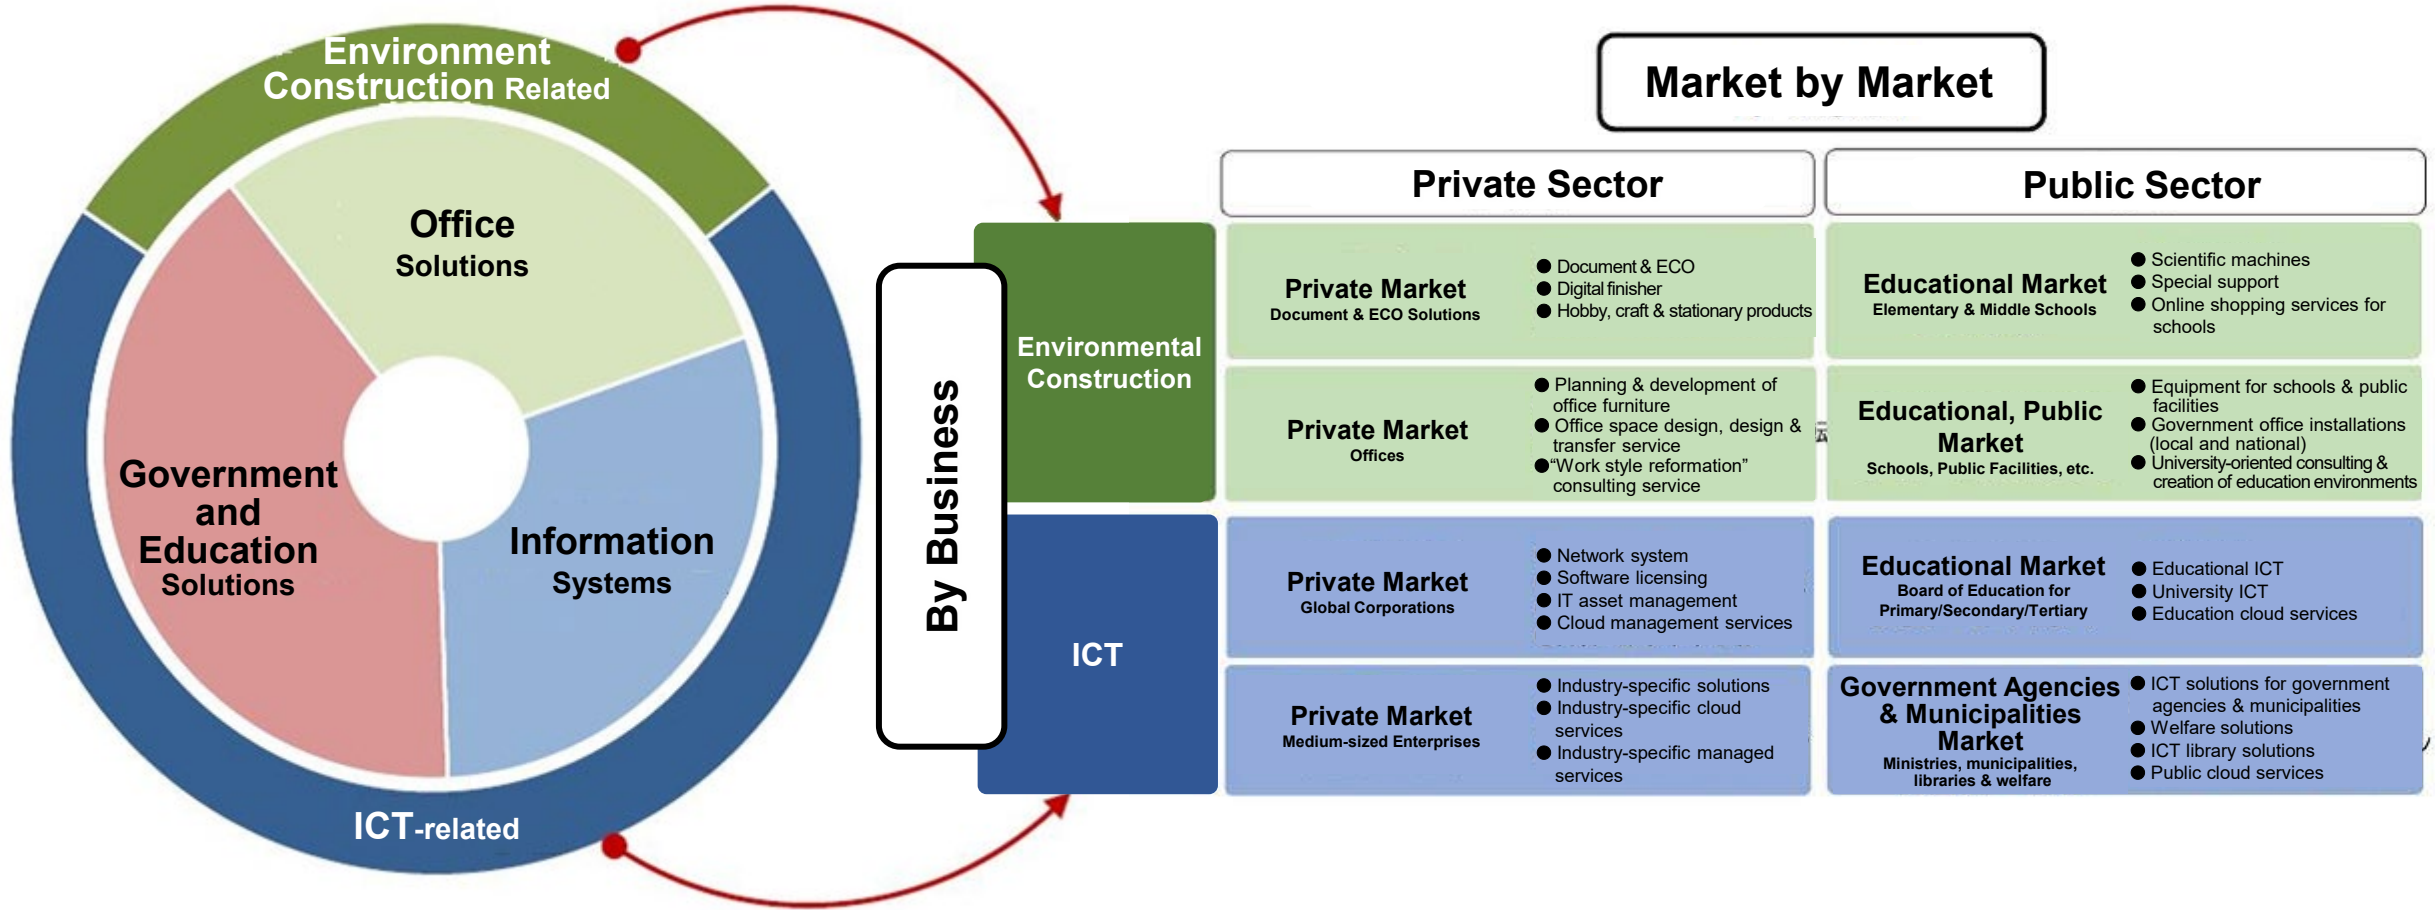 Environment
Construction Related
Office
Solutions
Government
and
Education
Solutions
Information
Systems
ICT-related
Market by Market
Private Sector
Public Sector
By Business
Environmental
Construction
Private Market
Document & ECO Solutions
● Document & ECO
● Digital finisher
● Hobby, craft & stationary products
Educational Market
Elementary & Middle Schools
● Scientific machines
● Special support
● Online shopping services for
schools
Private Market
Offices
● Planning & development of
office furniture
● Office space design, design &
transfer service
●“Work style reformation”
consulting service
Educational, Public
Market
Schools, Public Facilities, etc.
● Equipment for schools & public
facilities
● Government office installations
(local and national)
● University-oriented consulting &
creation of education environments
ICT
Private Market
Global Corporations
● Network system
● Software licensing
● IT asset management
● Cloud management services
Educational Market
Board of Education for
Primary/Secondary/Tertiary
● Educational ICT
● University ICT
● Education cloud services
Private Market
Medium-sized Enterprises
● Industry-specific solutions
● Industry-specific cloud
services
● Industry-specific managed
services
Government Agencies
& Municipalities
Market
Ministries, municipalities,
libraries & welfare
● ICT solutions for government
agencies & municipalities
● Welfare solutions
● ICT library solutions
● Public cloud services